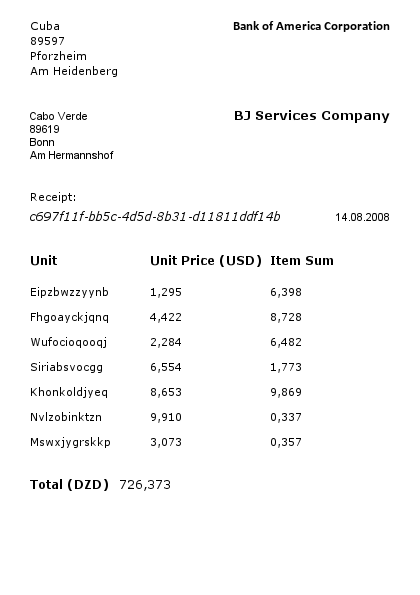 Cuba
Bank of America Corporation
89597
Pforzheim
Am Heidenberg
Cabo Verde
BJ Services Company
89619
Bonn
Am Hermannshof
Receipt:
c697f11f-bb5c-4d5d-8b31-d11811ddf14b 14.08.2008
Unit Unit Price (USD) Item Sum
Eipzbwzzyynb 1,295 6,398
Fhgoayckjqnq 4,422 8,728
Wufocioqooqj 2,284 6,482
Siriabsvocgg 6,554 1,773
Khonkoldjyeq 8,653 9,869
Nvlzobinktzn 9,910 0,337
Mswxjygrskkp 3,073 0,357
Total (DZD) 726,373